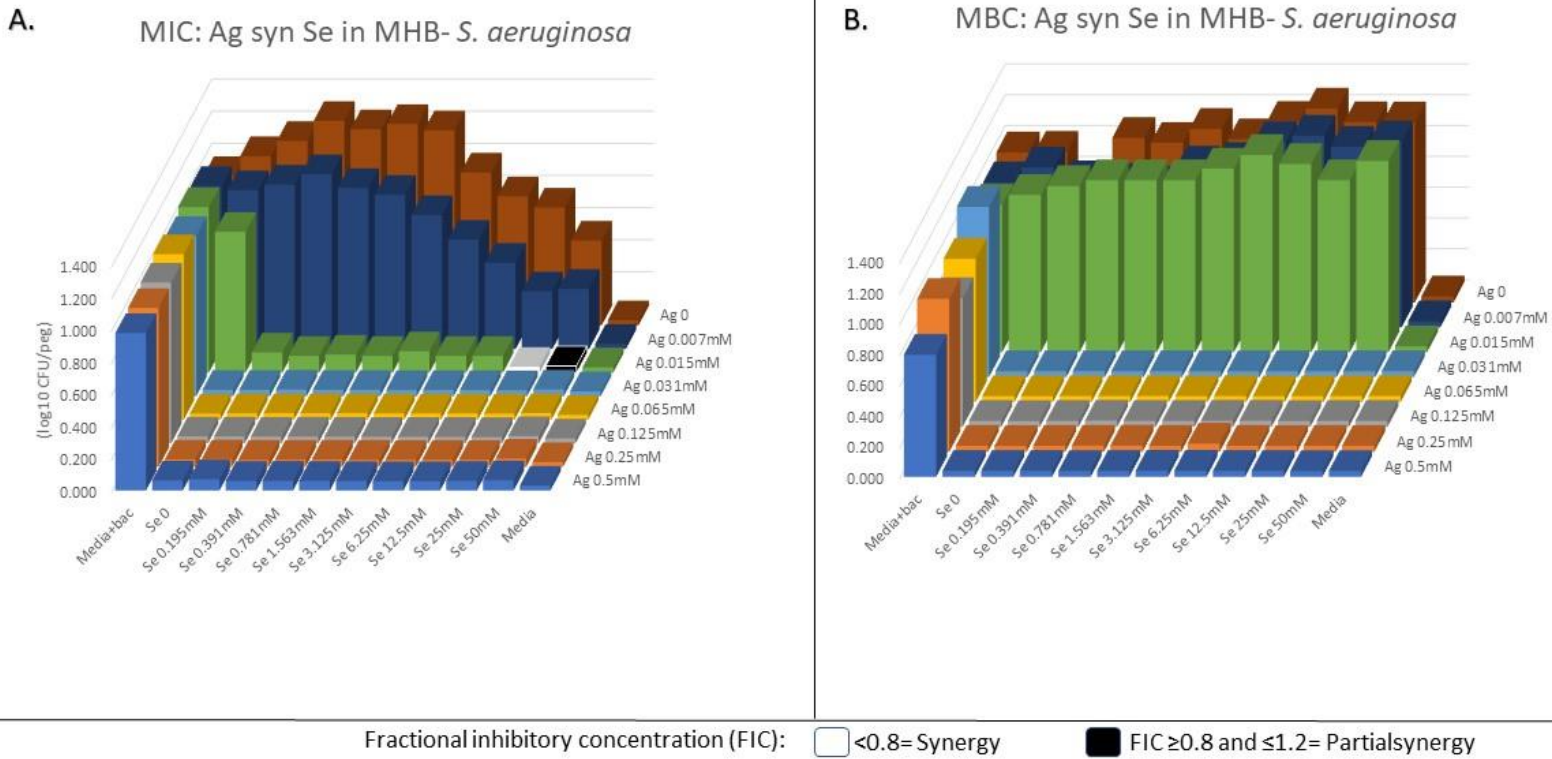 A.
MIC: Ag syn Se in MHB- S. aeruginosa
(log10 CFU/peg)
1.400
1.200
1.000
0.800
0.600
0.400
0.200
0.000
Ag 0
Ag 0.007mM
Ag 0.015mM
Ag 0.031mM
Ag 0.065mM
Ag 0.125mM
Ag 0.25mM
Ag 0.5mM
Media+bac
Se 0
Se 0.195mM
Se 0.391mM
Se 0.781mM
Se 1.563mM
Se 3.125mM
Se 6.25mM
Se 12.5mM
Se 25mM
Se 50mM
Media
B.
MBC: Ag syn Se in MHB- S. aeruginosa
1.400
1.200
1.000
0.800
0.600
0.400
0.200
0.000
Ag 0
Ag 0.007mM
Ag 0.015mM
Ag 0.031mM
Ag 0.065mM
Ag 0.125mM
Ag 0.25mM
Ag 0.5mM
Media+bac
Se 0
Se 0.195mM
Se 0.391mM
Se 0.781mM
Se 1.563mM
Se 3.125mM
Se 6.25mM
Se 12.5mM
Se 25mM
Se 50mM
Media
Fractional inhibitory concentration (FIC): <0.8= Synergy FIC ≥0.8 and ≤1.2= Partialsynergy